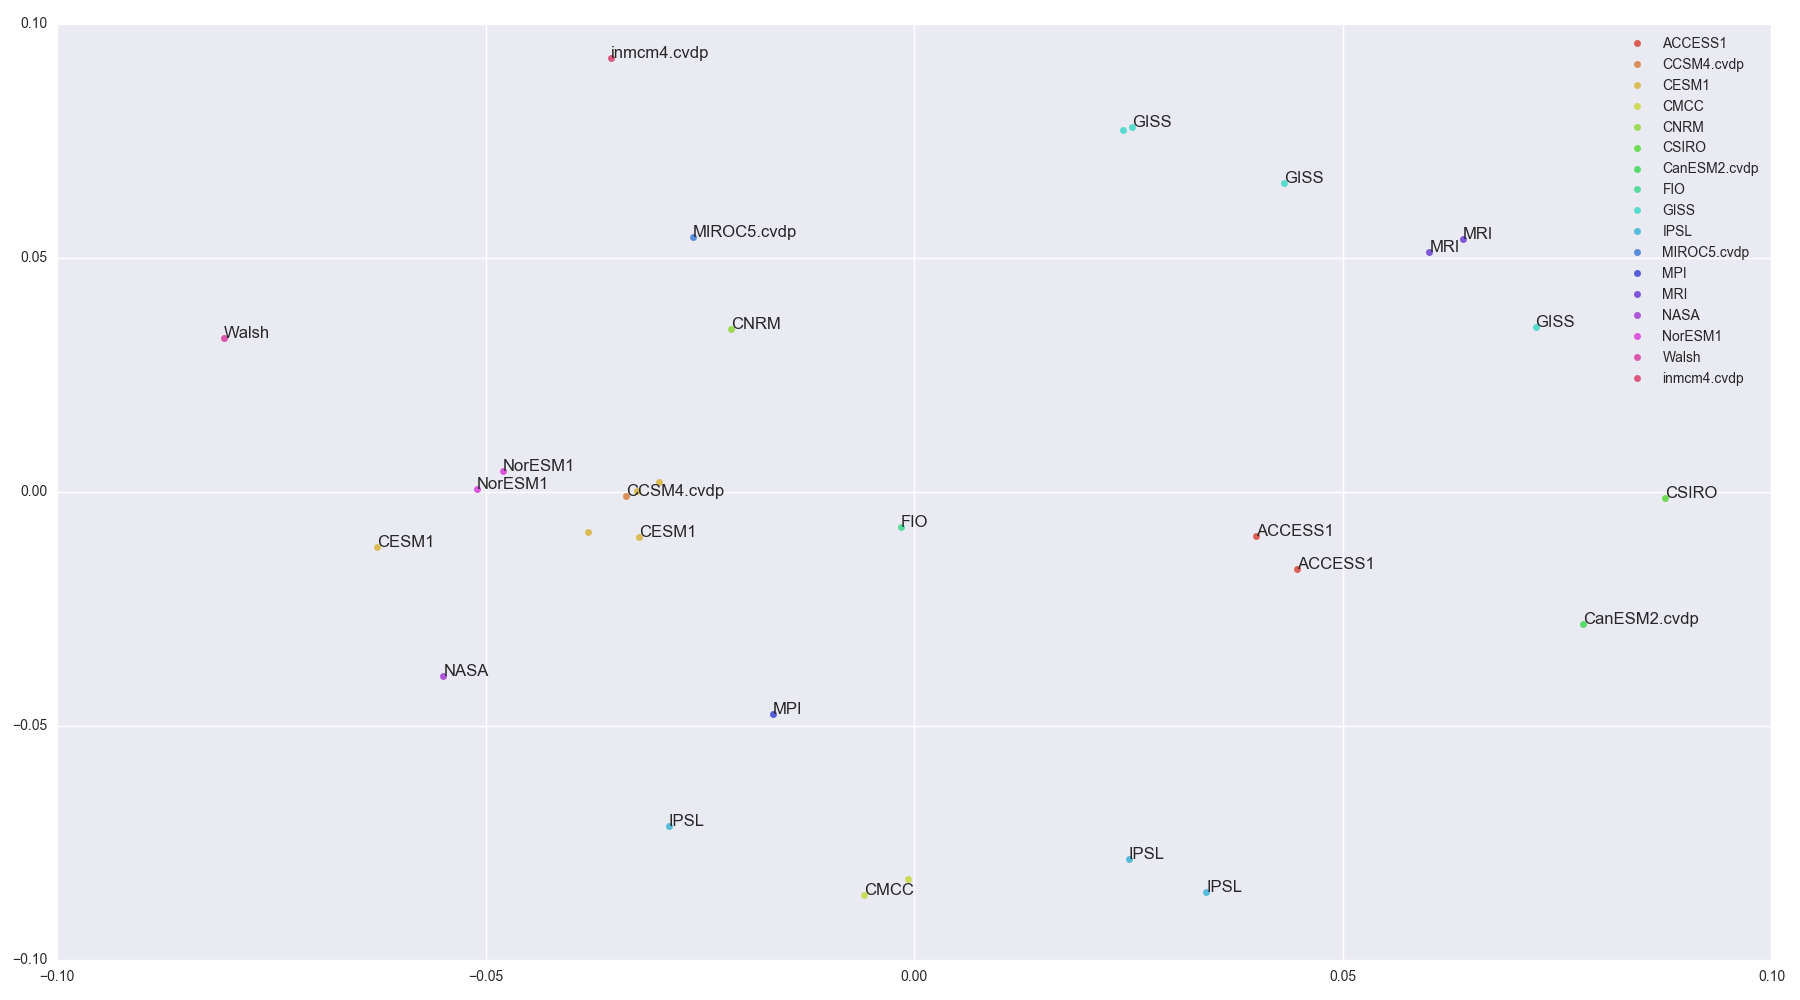 0.10
inmcm4.cvdp
ACCESS1
CCSM4.cvdp
CESM1
CMCC
CNRM
CSIRO
CanESM2.cvdp
FIO
GISS
IPSL
MIROC5.cvdp
MPI
MRI
NASA
NorESM1
Walsh
inmcm4.cvdp
GISS
GISS
MIROC5.cvdp
MRI
MRI
0.05
CNRM
GISS
Walsh
NorESM1
NorESM1
CCSM4.cvdp
0.00
CSIRO
FIO
CESM1
ACCESS1
CESM1
ACCESS1
CanESM2.cvdp
NASA
MPI
−0.05
IPSL
IPSL
IPSL
CMCC
−0.10
−0.10
−0.05
0.00
0.05
0.10